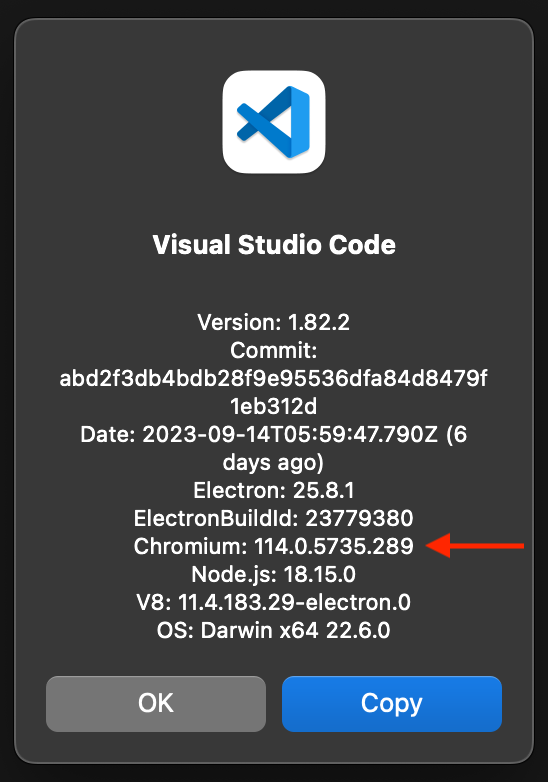 Visual Studio Code
Version: 1.82.2
Commit:
abd2f3db4bdb28f9e95536dfa84d8479f
1eb312d
Date: 2023-09-14T05:59:47.790Z (6
days ago)
Electron: 25.8.1
ElectronBuildId: 23779380
Chromium: 114.0.5735.289
Node.js: 18.15.0
V8: 11.4.183.29-electron.0
OS: Darwin x64 22.6.0
OK
Copy